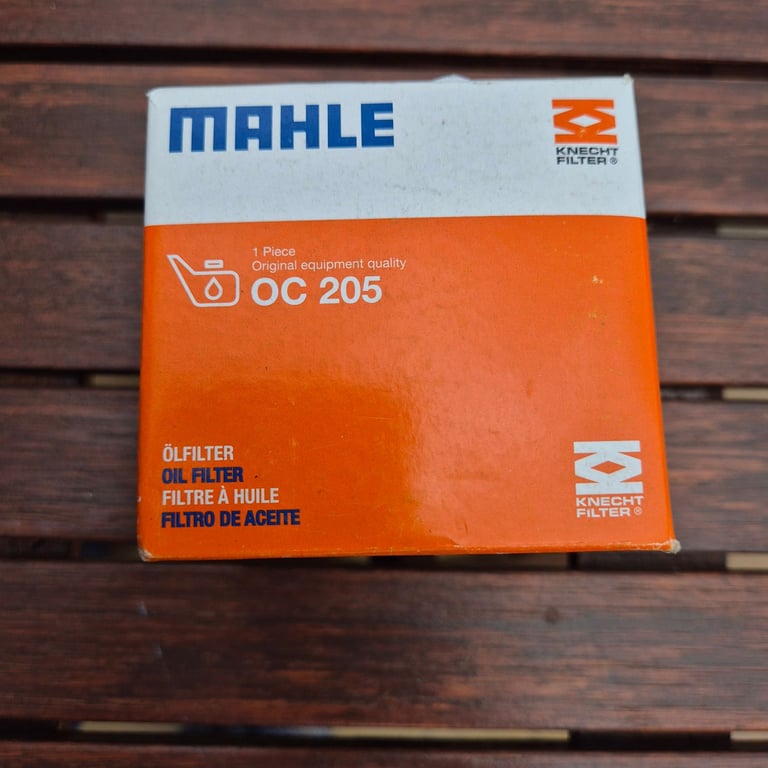 MAHLE
KNECHT
FILTER®
1 Piece
Original equipment quality
OC 205
ÖLFILTER
OIL FILTER
FILTRE À HUILE
FILTRO DE ACEITE
KNECHT
FILTER®